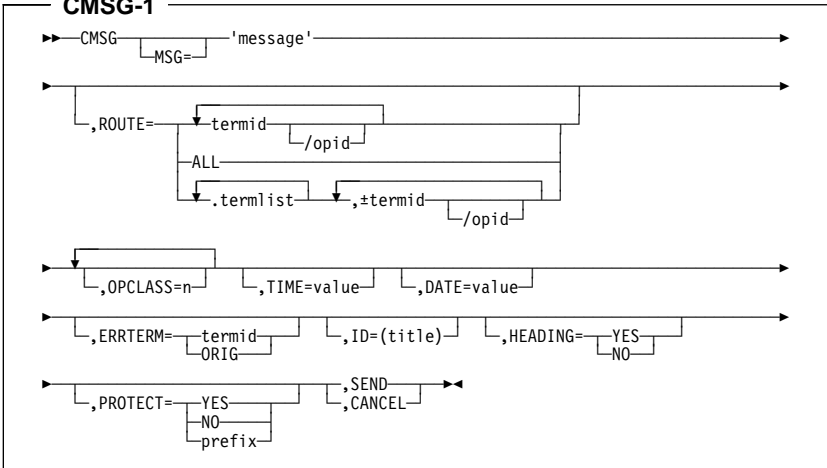 CMSG-1
CMSG 'message'
MSG=
,ROUTE= termid
/opid
ALL
.termlist ,±termid
/opid
,OPCLASS=n ,TIME=value ,DATE=value
,ERRTERM= termid ,ID=(title) ,HEADING= YES
ORIG NO
,PROTECT= YES ,SEND
NO ,CANCEL
prefix